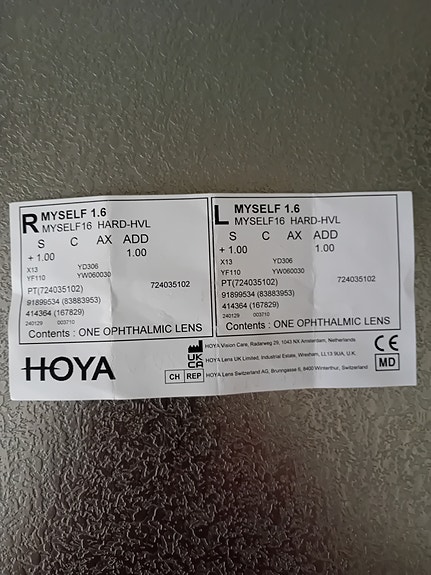 R MYSELF 1.6
MYSELF16 HARD-HVL
S C AX ADD
+ 1.00 1.00
X13 YD306
YF110 YW060030
PT(724035102) 724035102
91899534 (83883953)
414364 (167829)
240129 003710
Contents : ONE OPHTHALMIC LENS
L MYSELF 1.6
MYSELF16 HARD-HVL
S C AX ADD
+ 1.00 1.00
X13 YD306
YF110 YW060030
PT(724035102) 724035102
91899534 (83883953)
414364 (167829)
240129 003710
Contents : ONE OPHTHALMIC LENS
HOYA
UK
CA
CH REP
HOYA Vision Care, Radarweg 29, 1043 NX Amsterdam, Netherlands
HOYA Lens UK Limited, Industrial Estate, Wrexham, LL13 9UA, U.K.
HOYA Lens Switzerland AG, Brunngasse 6, 8400 Winterthur, Switzerland
CE
MD